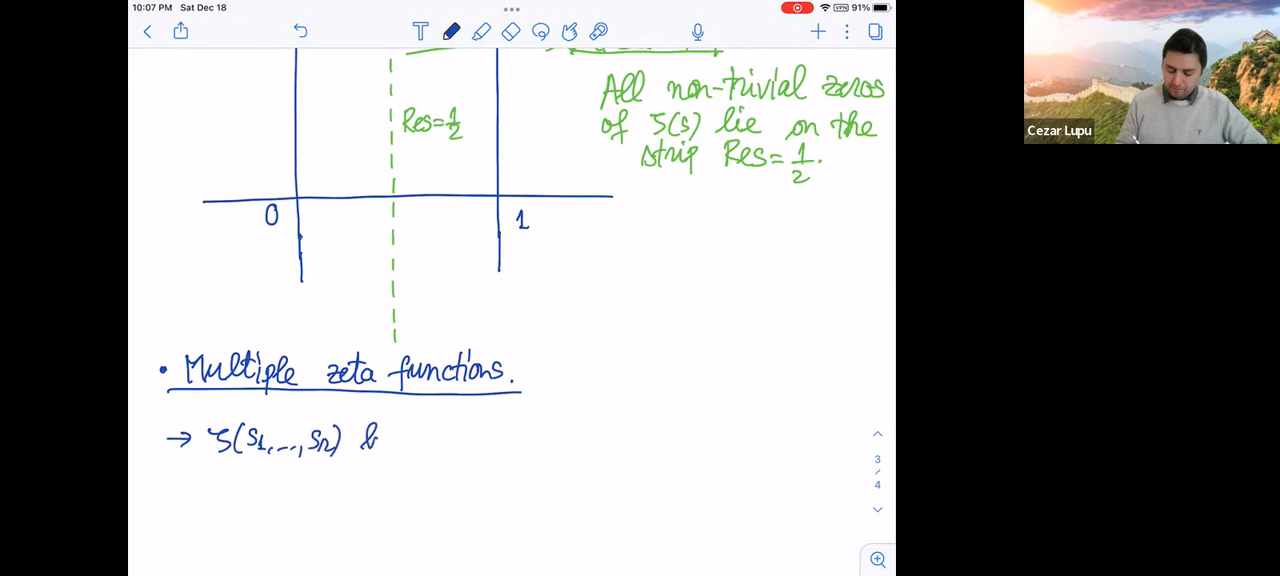 10:07 PM Sat Dec 18
VPN 91%
T
All non-trivial zeros
of ζ(s) lie on the
strip Res=1/2.
Res=1/2
0
1
• Multiple zeta functions.
→ ζ(s1,...,sn) &
3
/
4
Cezar Lupu